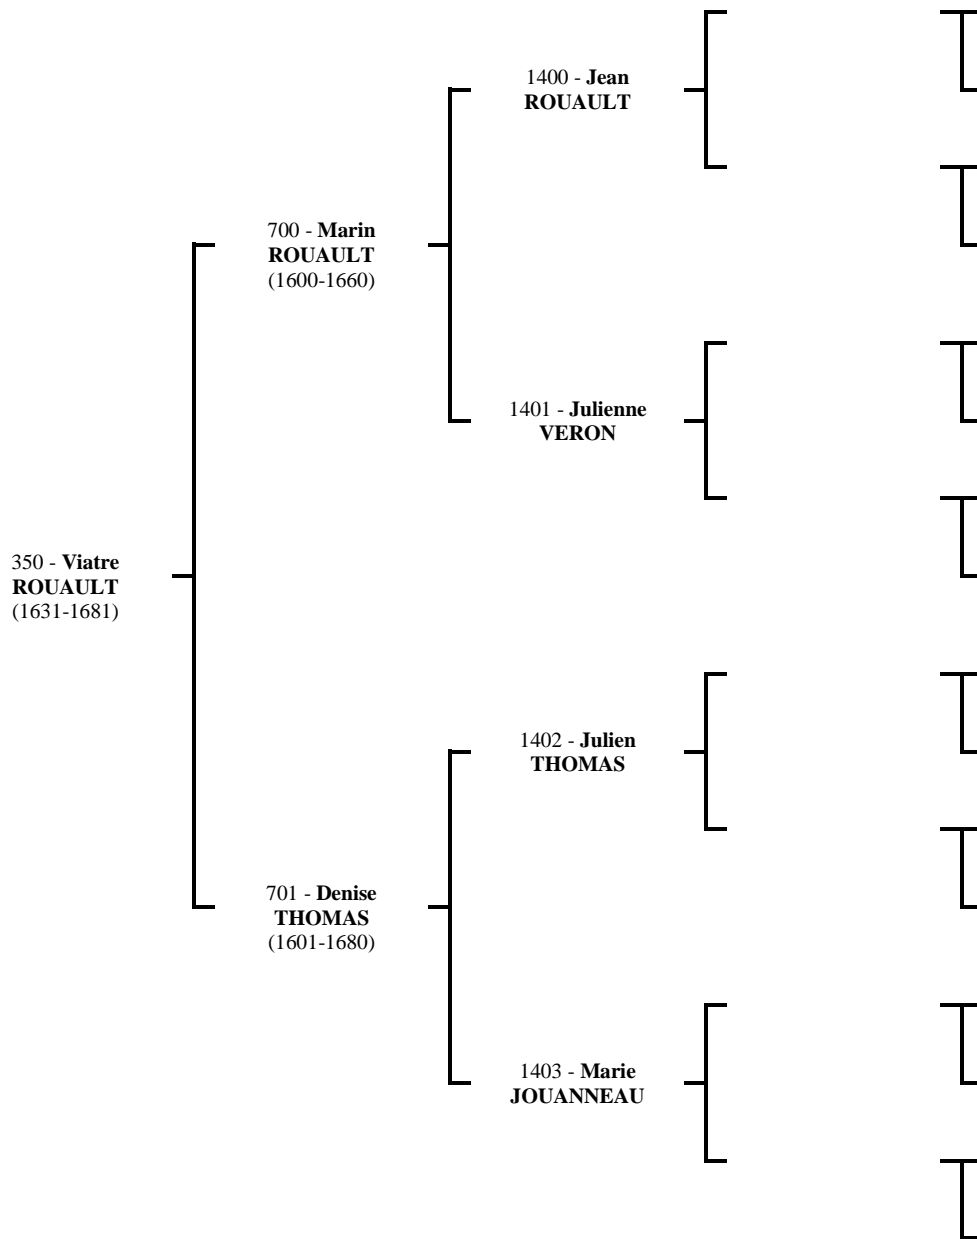 1400 - Jean
ROUAULT
700 - Marin
ROUAULT
(1600-1660)
1401 - Julienne
VERON
350 - Viatre
ROUAULT
(1631-1681)
1402 - Julien
THOMAS
701 - Denise
THOMAS
(1601-1680)
1403 - Marie
JOUANNEAU